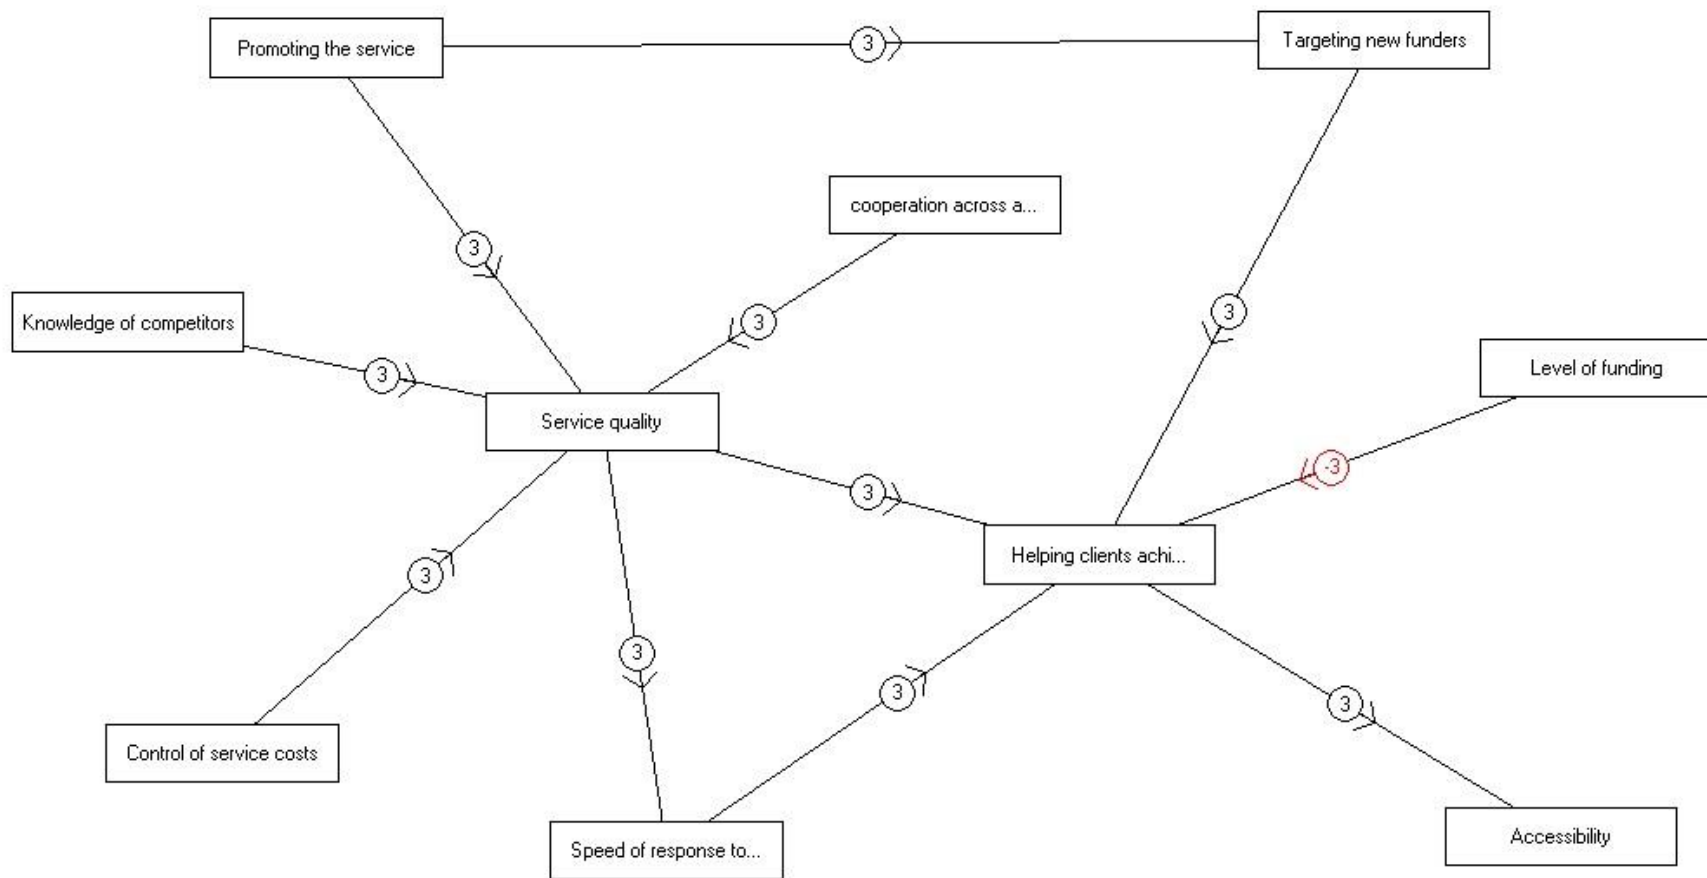 Promoting the service
3
Targeting new funders
cooperation across a...
3
3
3
Knowledge of competitors
3
Level of funding
Service quality
-3
3
Helping clients achi...
3
3
3
3
Control of service costs
Speed of response to...
Accessibility